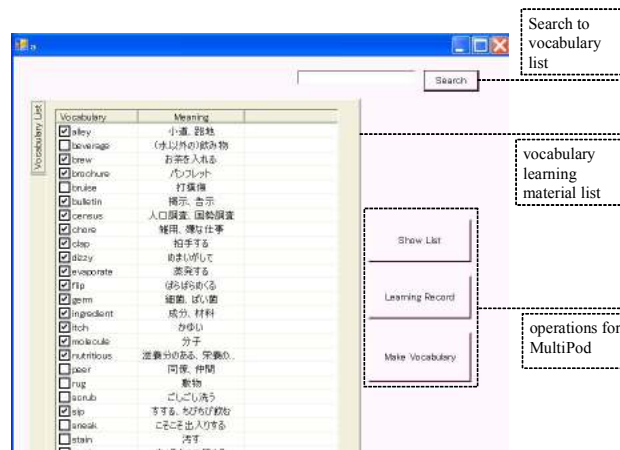 Search to
vocabulary
list
a
Search
Vocabulary List
Vocabulary Meaning
alley 小道、路地
beverage (水以外の)飲み物
brew お茶を入れる
brochure パンフレット
bruise 打撲傷
bulletin 掲示、告示
census 人口調査、国勢調査
chore 雑用、嫌な仕事
clap 拍手する
dizzy めまいがして
evaporate 蒸発する
flip ぱらぱらめくる
germ 細菌、ばい菌
ingredient 成分、材料
itch かゆい
molecule 分子
nutritious 滋養分のある、栄養の..
peer 同僚、仲間
rug 敷物
scrub ごしごし洗う
sip すする、ちびちび飲む
sneak こそこそ出入りする
stain 汚す
vocabulary
learning
material list
Show List
Learning Record
Make Vocabulary
operations for
MultiPod